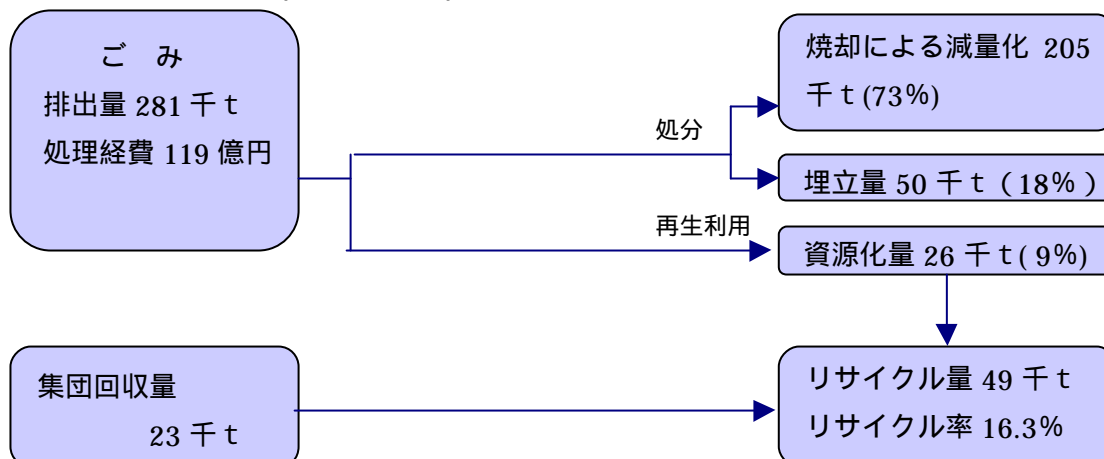 ご み
排出量 281 千ｔ
処理経費 119 億円
焼却による減量化 205
千ｔ(73%)
処分
埋立量 50 千ｔ（18%）
再生利用
資源化量 26 千ｔ( 9%)
集団回収量
23 千ｔ
リサイクル量 49 千ｔ
リサイクル率 16.3%